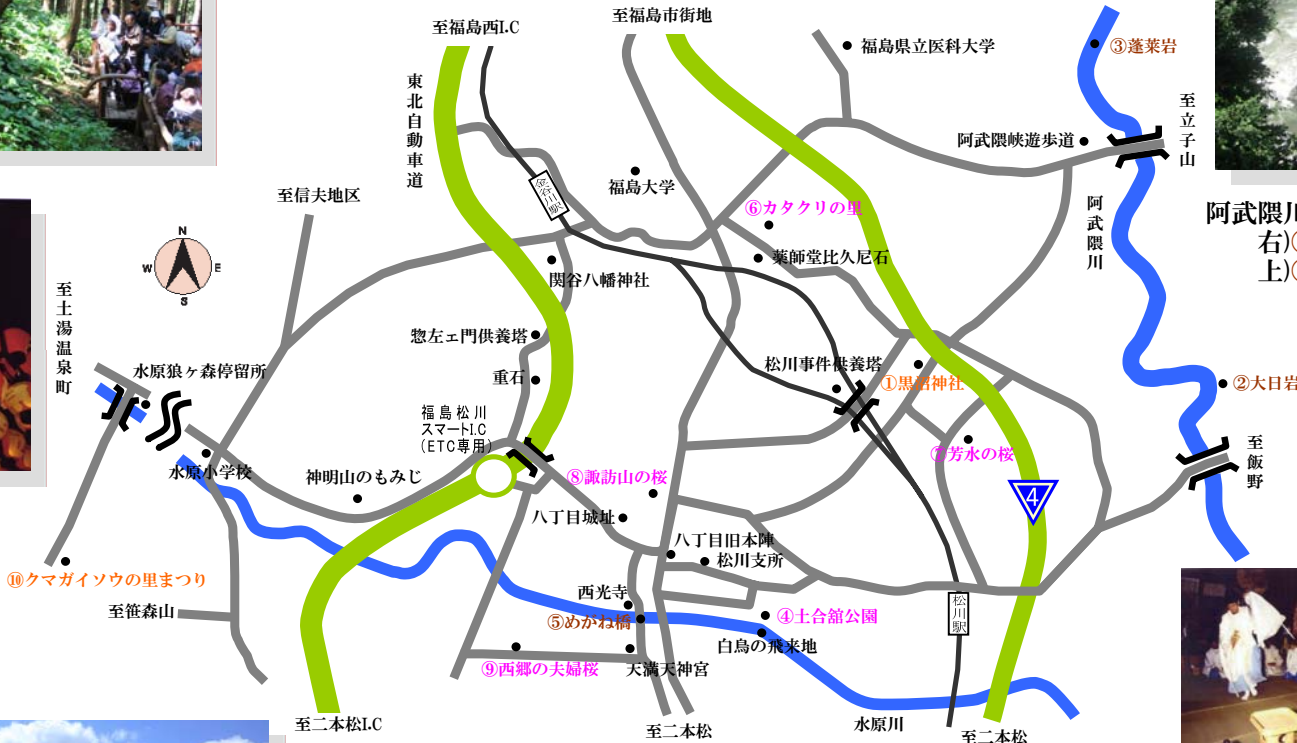 至福島西I.C
至福島市街地
福島県立医科大学
③蓬莱岩
東北自動車道
至立子山
阿武隈峡遊歩道
金谷川駅
福島大学
至信夫地区
⑥カタクリの里
阿武隈川
阿武隈川
右)
上)
N
W
E
S
関谷八幡神社
薬師堂比久尼石
至土湯温泉町
惣左ェ門供養塔
水原狼ヶ森停留所
重石
松川事件供養塔
①黒沼神社
②大日岩
福島松川
スマートI.C
(ETC専用)
水原小学校
神明山のもみじ
⑧諏訪山の桜
⑦芳水の桜
至飯野
4
八丁目城址
八丁目旧本陣
松川支所
⑩クマガイソウの里まつり
西光寺
至笹森山
⑤めがね橋
④土合舘公園
松川駅
白鳥の飛来地
⑨西郷の夫婦桜
天満天神宮
至二本松I.C
至二本松
水原川
至二本松